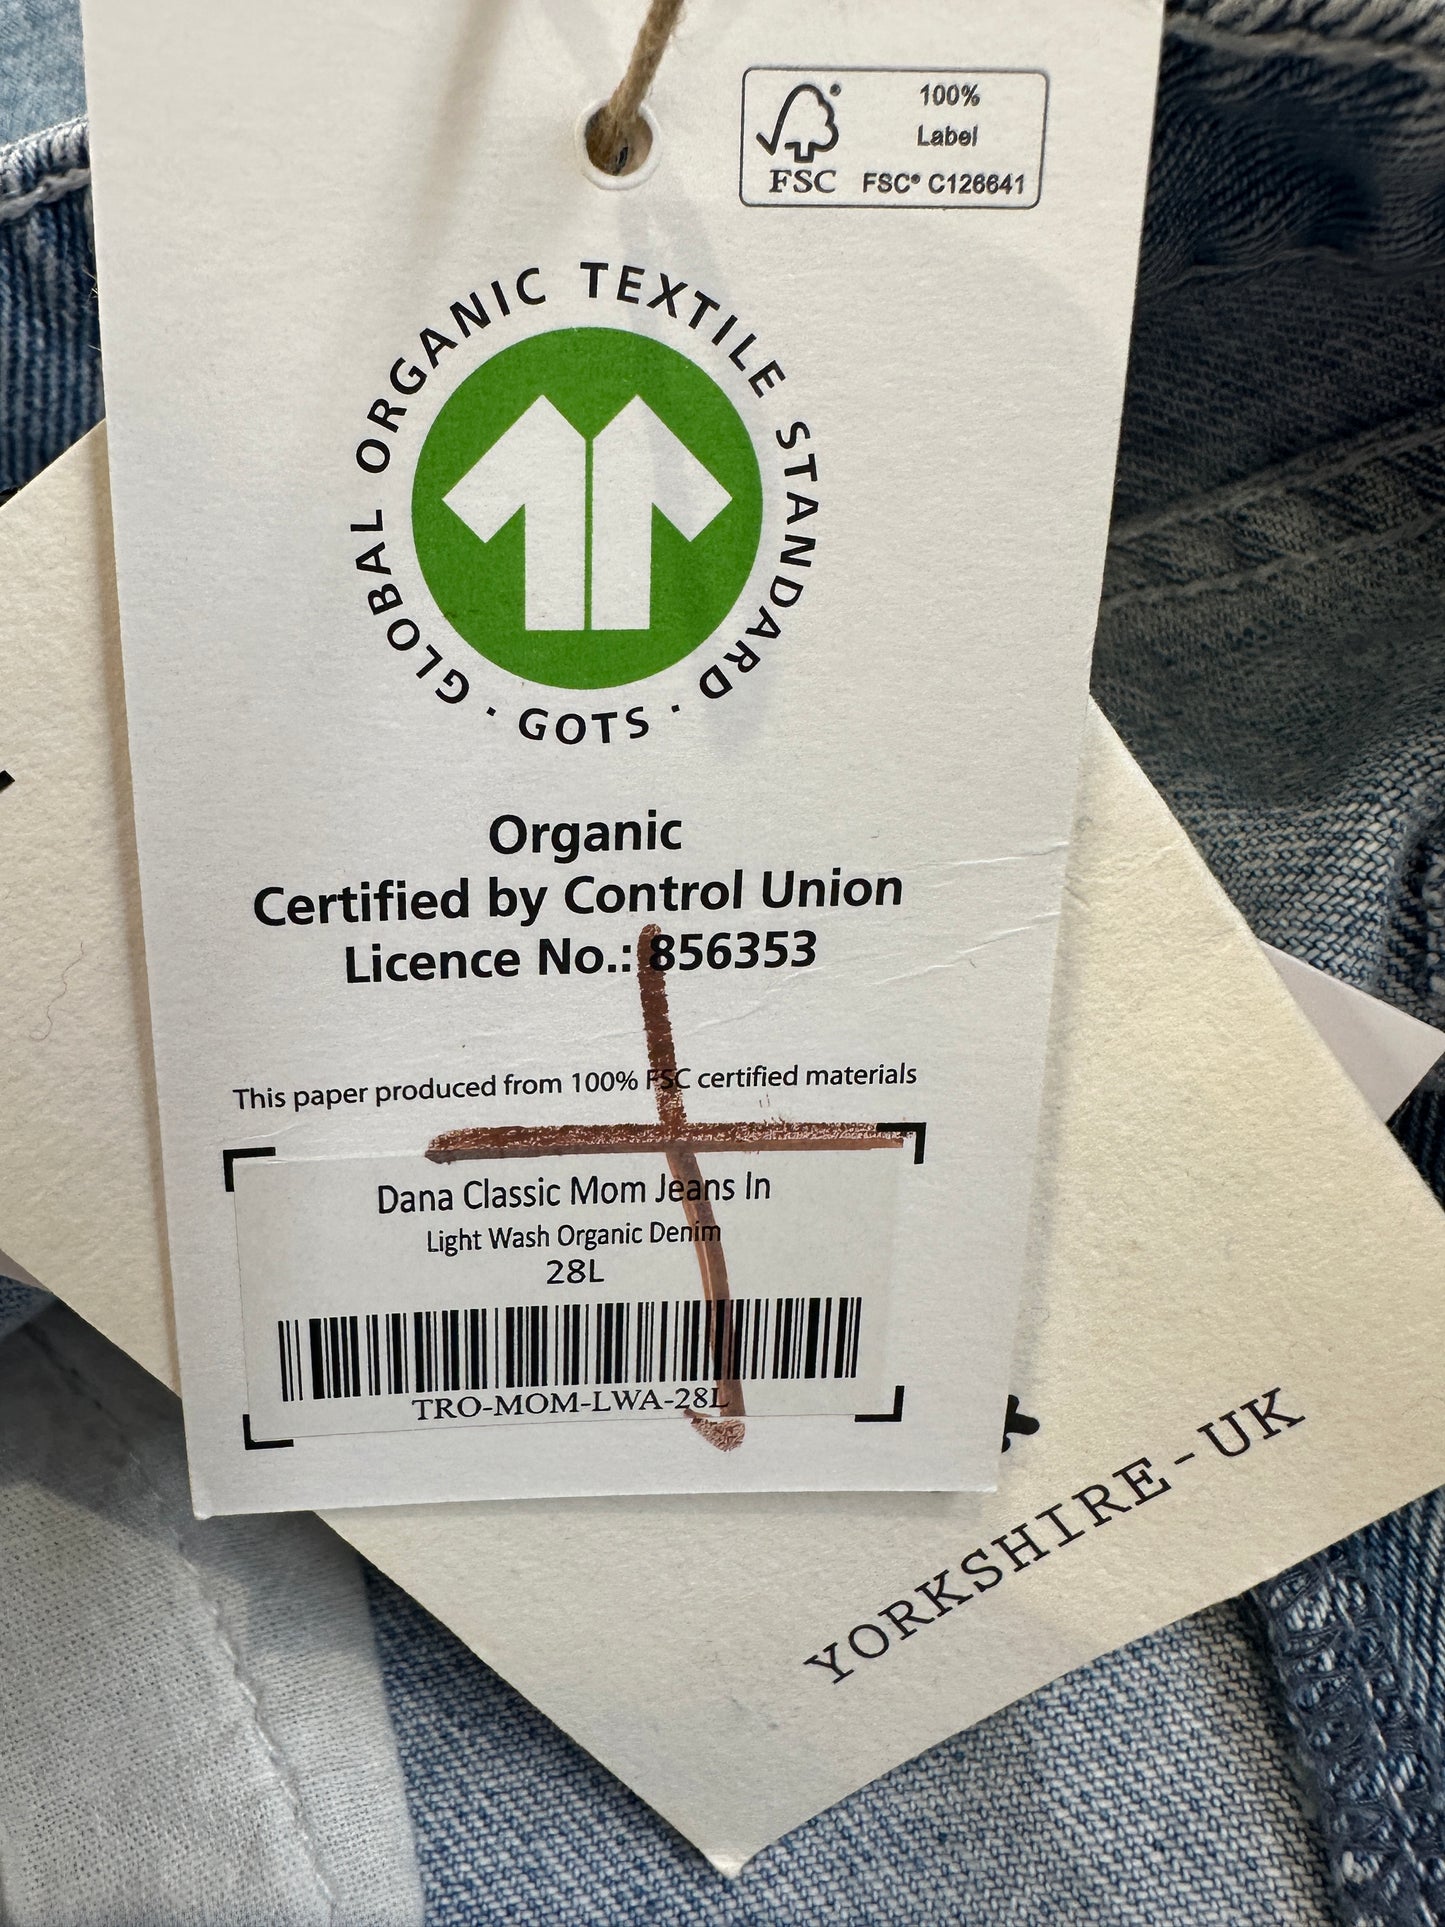 100%
Label
FSC
FSC® C126641
GLOBAL ORGANIC TEXTILE STANDARD · GOTS ·
Organic
Certified by Control Union
Licence No.: 856353
This paper produced from 100% FSC certified materials
Dana Classic Mom Jeans In
Light Wash Organic Denim
28L
TRO-MOM-LWA-28L
YORKSHIRE-UK